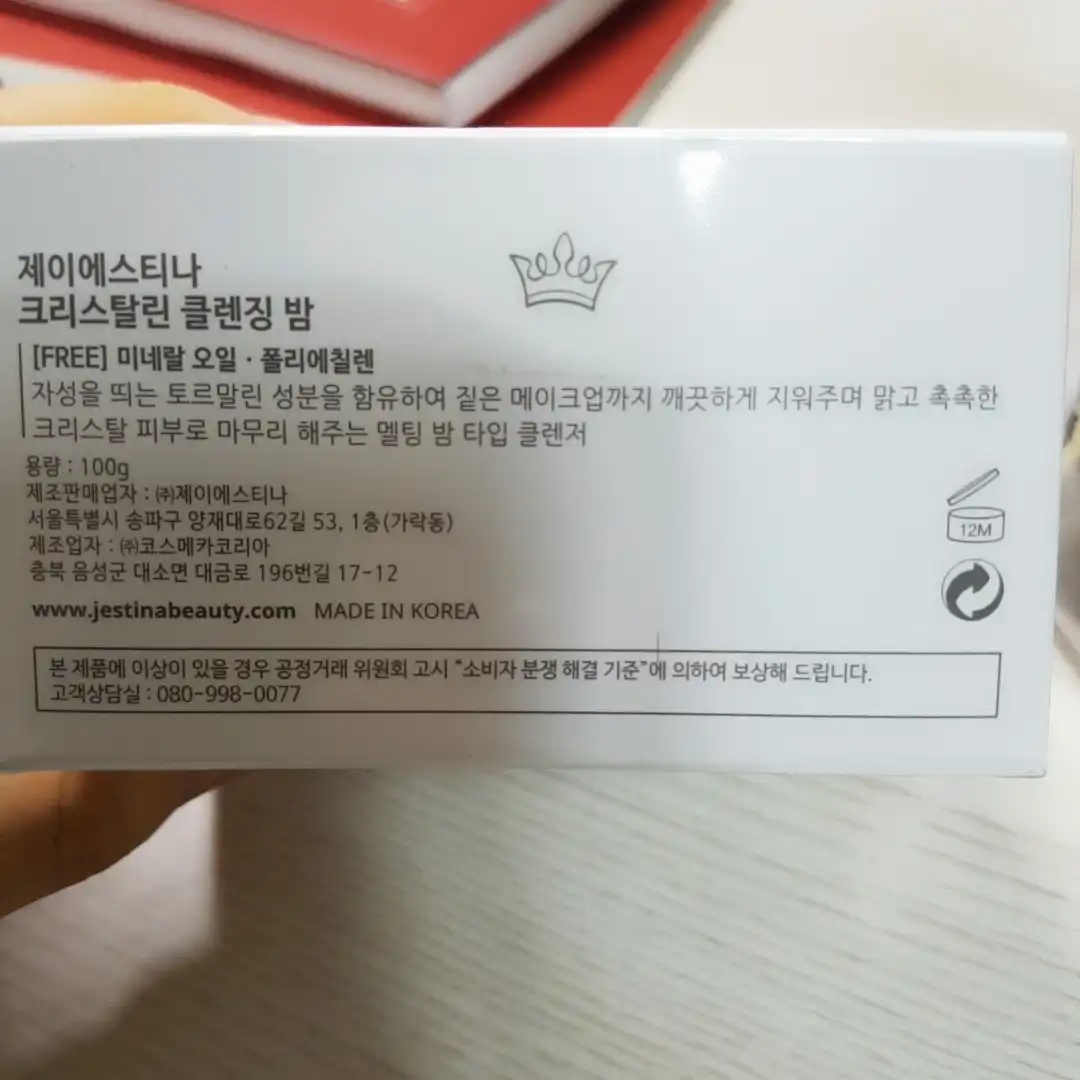 제이에스티나
크리스탈린 클렌징 밤
[FREE] 미네랄 오일 · 폴리에칠렌
자성을 띄는 토르말린 성분을 함유하여 짙은 메이크업까지 깨끗하게 지워주며 맑고 촉촉한
크리스탈 피부로 마무리 해주는 멜팅 밤 타입 클렌저
용량 : 100g
제조판매업자 : ㈜제이에스티나
서울특별시 송파구 양재대로62길 53, 1층(가락동)
제조업자 : ㈜코스메카코리아
충북 음성군 대소면 대금로 196번길 17-12
www.jestinabeauty.com MADE IN KOREA
12M
본 제품에 이상이 있을 경우 공정거래 위원회 고시 "소비자 분쟁 해결 기준"에 의하여 보상해 드립니다.
고객상담실 : 080-998-0077